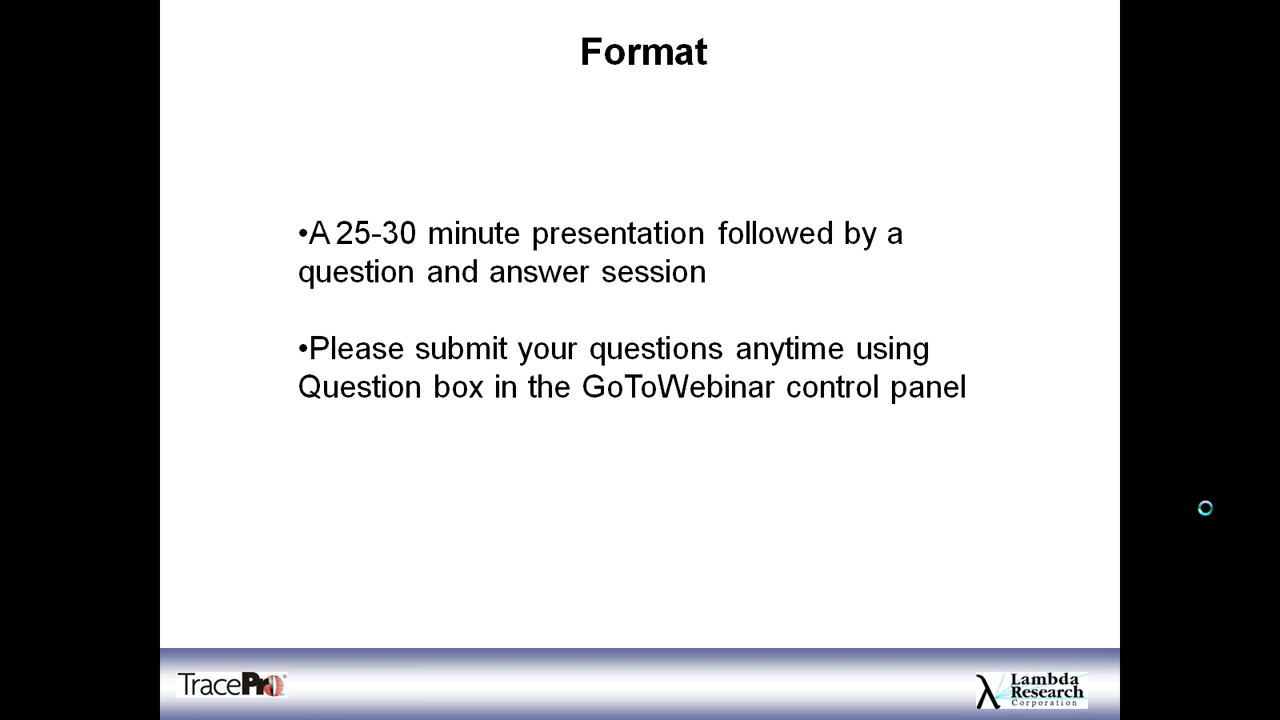 Format
•A 25-30 minute presentation followed by a
question and answer session
•Please submit your questions anytime using
Question box in the GoToWebinar control panel
TracePro
Lambda
Research
Corporation